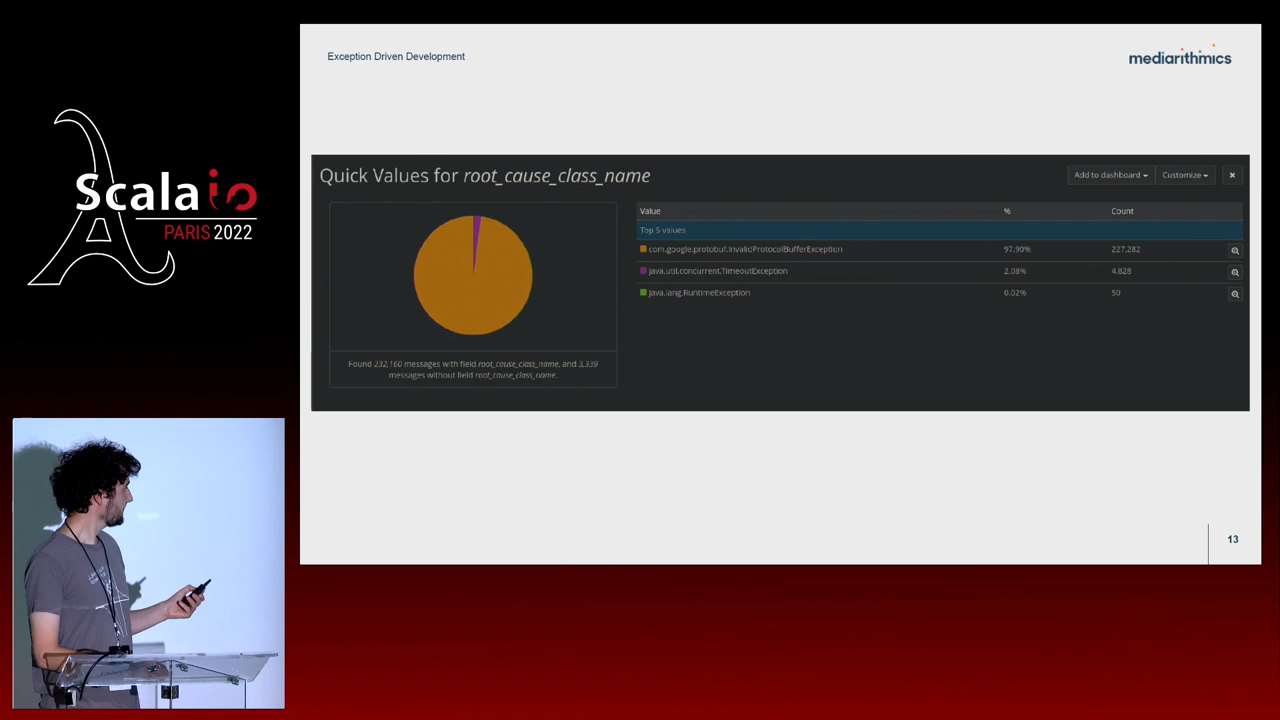 Exception Driven Development
mediarithmics
Scala io
PARIS 2022
Quick Values for root_cause_class_name
Add to dashboard
Customize
Value % Count
Top 5 values
com.google.protobuf.InvalidProtocolBufferException 97.90% 227,282
java.util.concurrent.TimeoutException 2.08% 4,828
java.lang.RuntimeException 0.02% 50
Found 232,160 messages with field root_cause_class_name, and 3,339
messages without field root_cause_class_name.
13